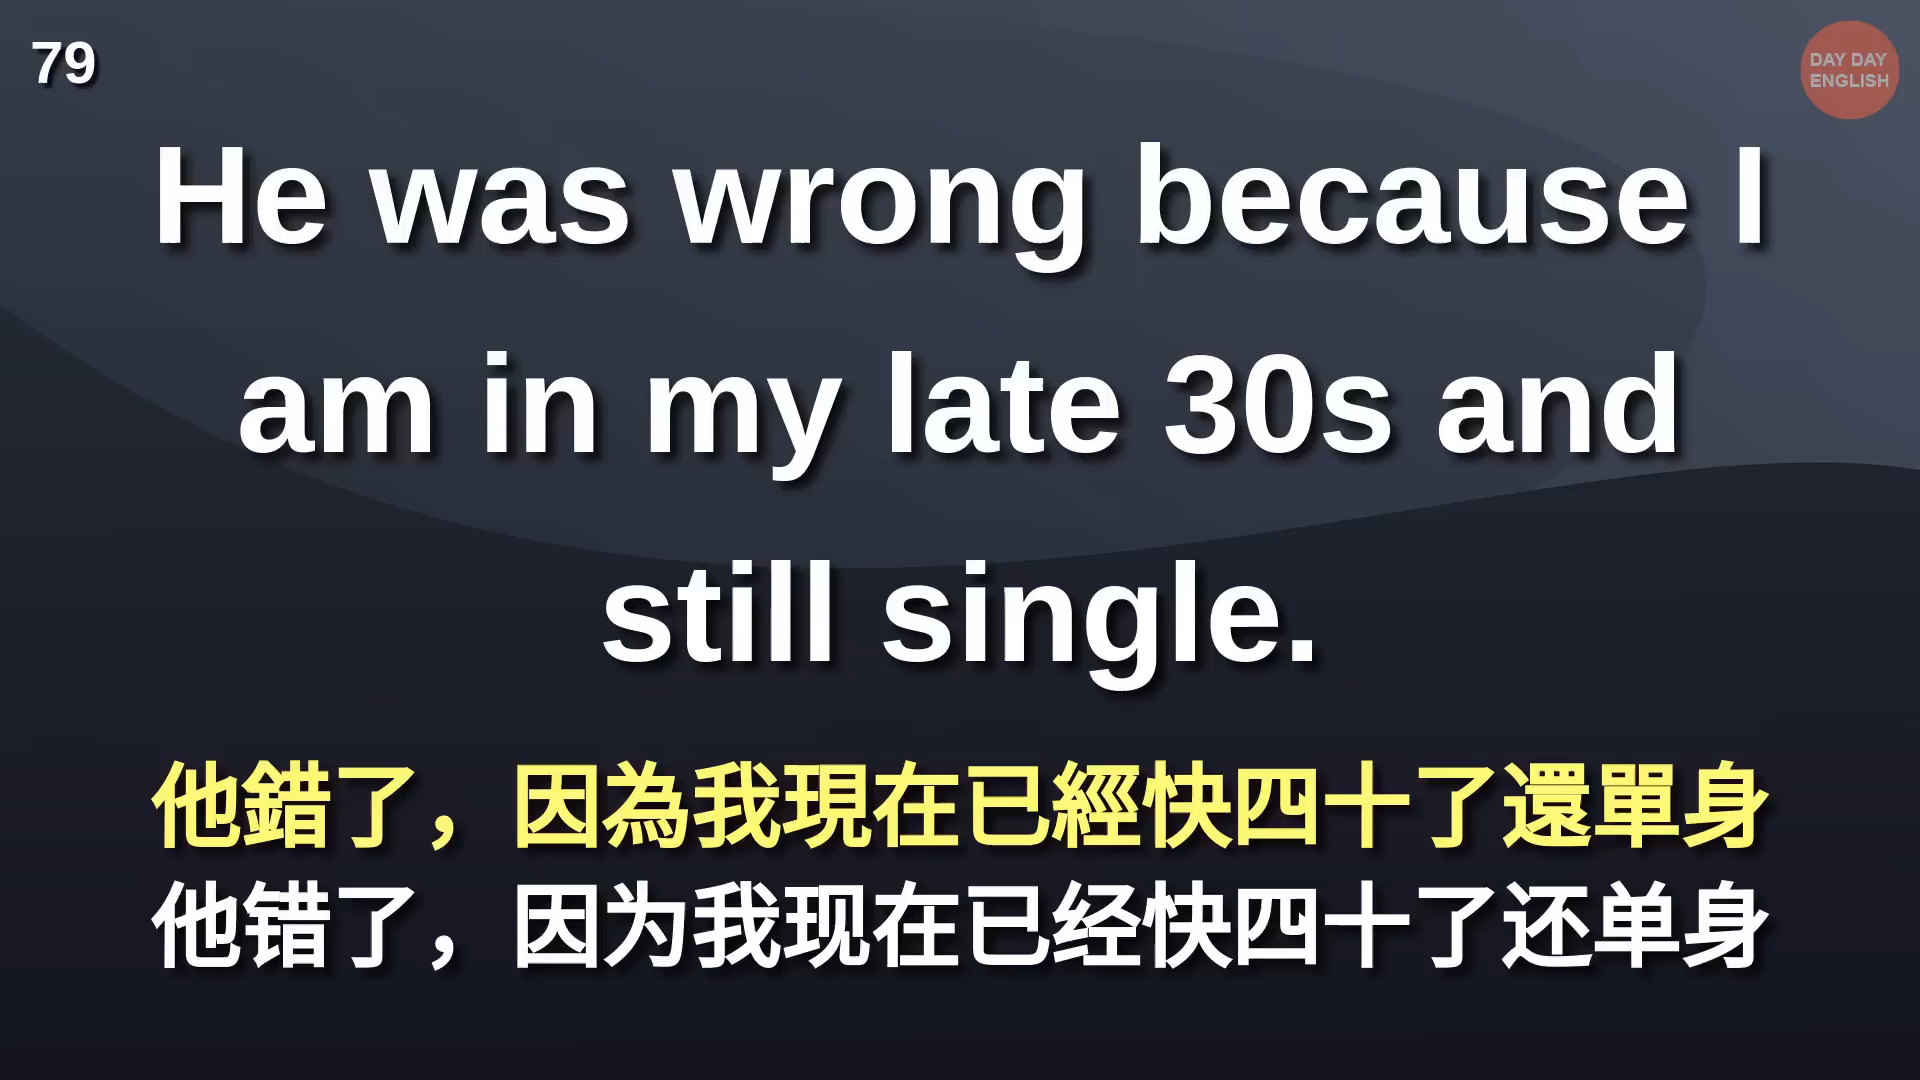 79
DAY DAY
ENGLISH
He was wrong because I
am in my late 30s and
still single.
他錯了，因為我現在已經快四十了還單身
他错了，因为我现在已经快四十了还单身